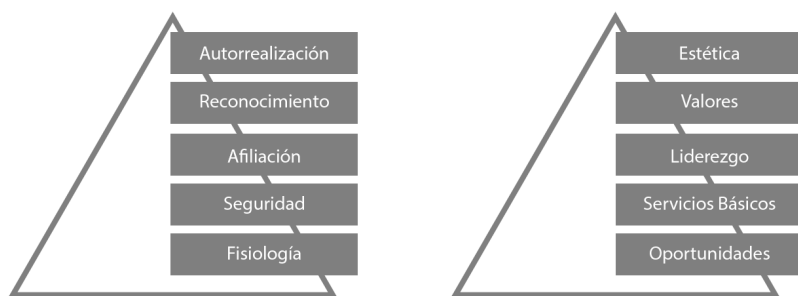 Autorrealización
Reconocimiento
Afiliación
Seguridad
Fisiología
Estética
Valores
Liderezgo
Servicios Básicos
Oportunidades